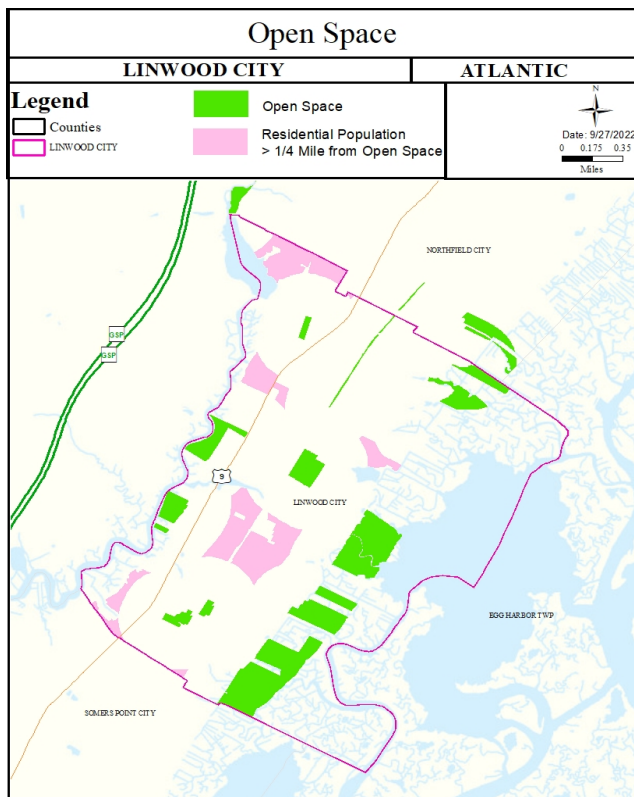 Open Space
LINWOOD CITY
ATLANTIC
Legend
Counties
LINWOOD CITY
Open Space
Residential Population
> 1/4 Mile from Open Space
N
Date: 9/27/2022
0 0.175 0.35
Miles
NORTHFIELD CITY
GSP
GSP
9
LINWOOD CITY
EGG HARBOR TWP
SOMERS POINT CITY